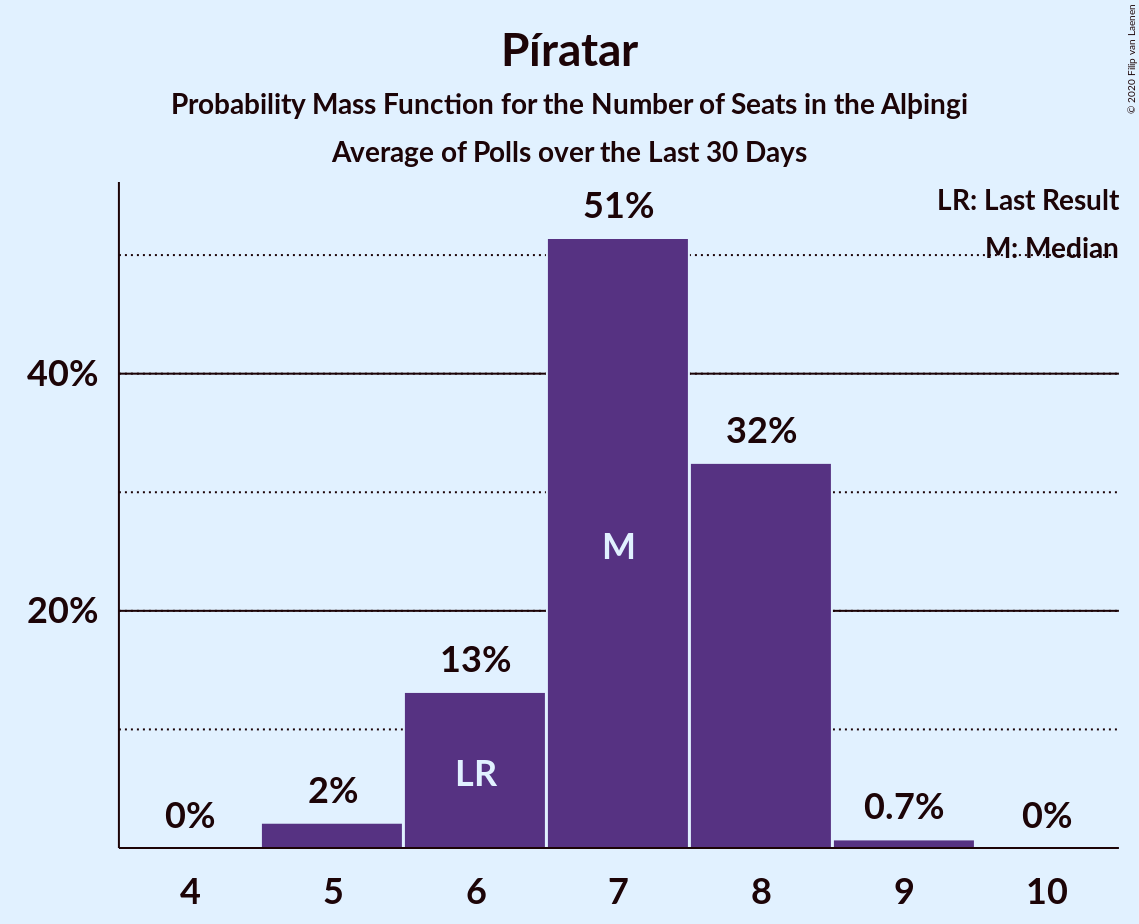 Píratar
Probability Mass Function for the Number of Seats in the Alþingi
Average of Polls over the Last 30 Days
© 2020 Filip van Laenen
LR: Last Result
M: Median
51%
40%
32%
M
20%
13%
LR
2%
0%
0.7%
0%
4 5 6 7 8 9 10